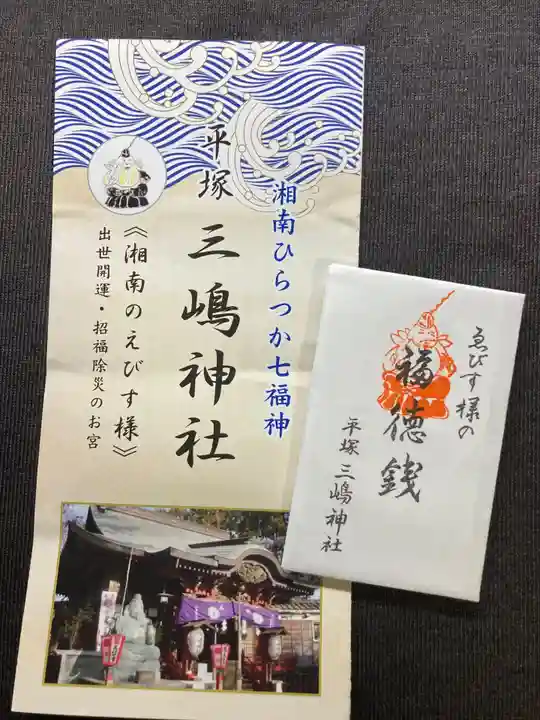 湘南ひらつか七福神
平塚 三嶋神社
《湘南のえびす様》
出世開運・招福除災のお宮
ゑびす様の
福徳銭
平塚 三嶋神社